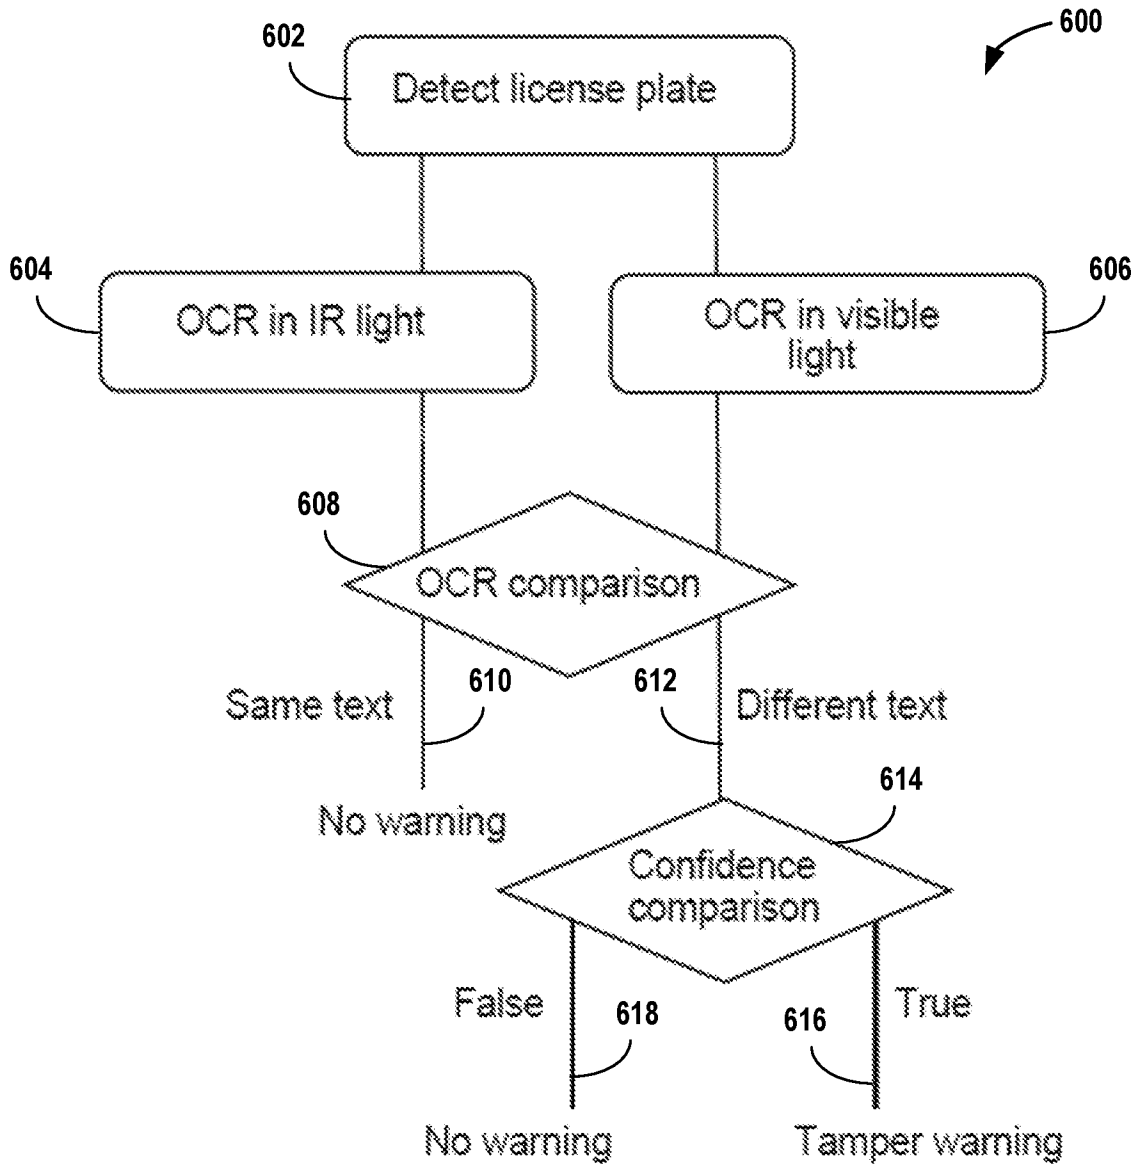 602
600
Detect license plate
604
606
OCR in IR light
OCR in visible
light
608
OCR comparison
610
612
Same text
Different text
614
No warning
Confidence
comparison
False
618
616
True
No warning
Tamper warning